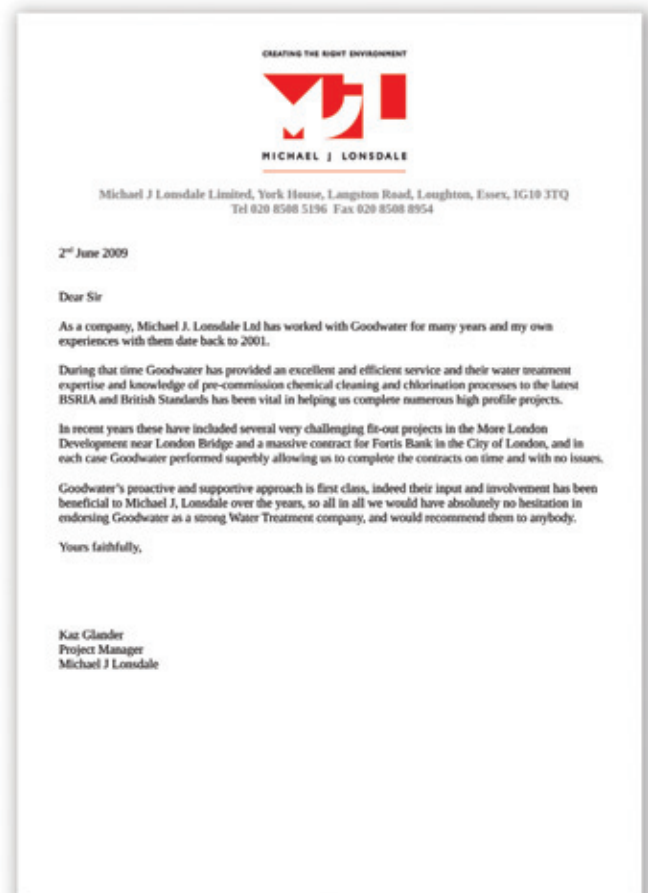 CREATING THE RIGHT ENVIRONMENT
MJL
MICHAEL J LONSDALE
Michael J Lonsdale Limited, York House, Langston Road, Loughton, Essex, IG10 3TQ
Tel 020 8508 5196 Fax 020 8508 8954
2nd June 2009
Dear Sir
As a company, Michael J. Lonsdale Ltd has worked with Goodwater for many years and my own
experiences with them date back to 2001.
During that time Goodwater has provided an excellent and efficient service and their water treatment
expertise and knowledge of pre-commission chemical cleaning and chlorination processes to the latest
BSRIA and British Standards has been vital in helping us complete numerous high profile projects.
In recent years these have included several very challenging fit-out projects in the More London
Development near London Bridge and a massive contract for Fortis Bank in the City of London, and in
each case Goodwater performed superbly allowing us to complete the contracts on time and with no issues.
Goodwater's proactive and supportive approach is first class, indeed their input and involvement has been
beneficial to Michael J, Lonsdale over the years, so all in all we would have absolutely no hesitation in
endorsing Goodwater as a strong Water Treatment company, and would recommend them to anybody.
Yours faithfully,
Kaz Glander
Project Manager
Michael J Lonsdale